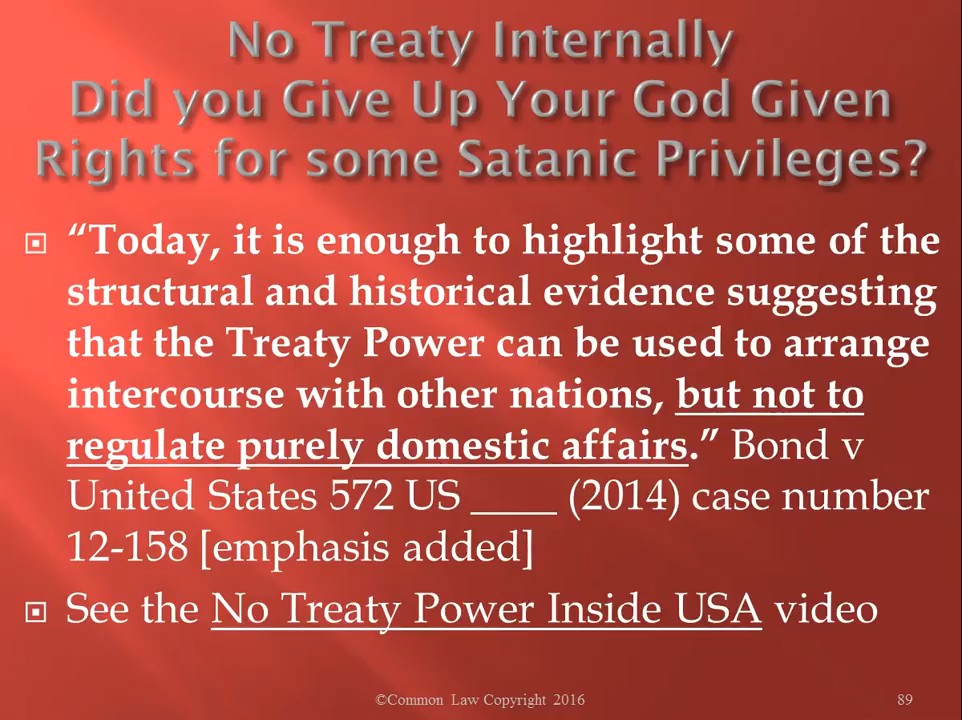 No Treaty Internally
Did you Give Up Your God Given
Rights for some Satanic Privileges?
“Today, it is enough to highlight some of the
structural and historical evidence suggesting
that the Treaty Power can be used to arrange
intercourse with other nations, but not to
regulate purely domestic affairs.” Bond v
United States 572 US ____ (2014) case number
12-158 [emphasis added]
See the No Treaty Power Inside USA video
©Common Law Copyright 2016
89